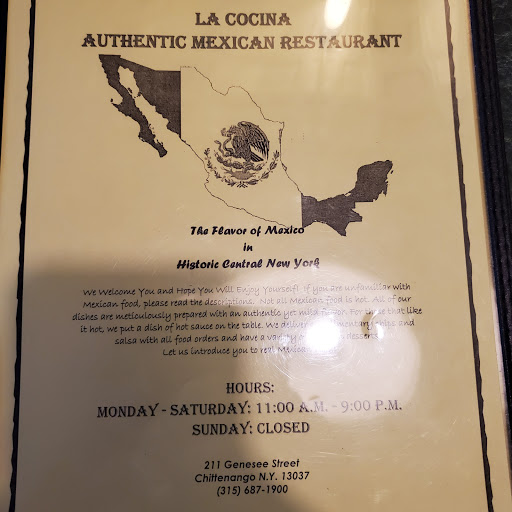 LA COCINA
AUTHENTIC MEXICAN RESTAURANT
The Flavor of Mexico
in
Historic Central New York
We Welcome You and Hope You Will Enjoy Yourself! If you are unfamiliar with
Mexican food, please read the descriptions. Not all Mexican food is hot. All of our
dishes are meticulously prepared with an authentic yet mild flavor. For those that like
it hot, we put a dish of hot sauce on the table. We deliver chips and
salsa with all food orders and have a desserts
Let us introduce you to real
HOURS:
MONDAY - SATURDAY: 11:00 A.M. - 9:00 P.M.
SUNDAY: CLOSED
211 Genesee Street
Chittenango N.Y. 13037
(315) 687-1900